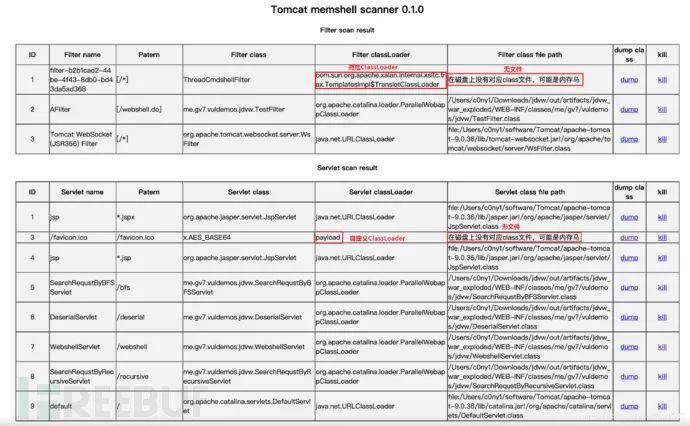 Tomcat memshell scanner 0.1.0
Filter scan result
ID Filter name Patern Filter class Filter classLoader Filter class file path dump class kill
危险ClassLoader 无文件
1 filter-b2b1cad2-44be-4f43-8db0-bd43da5ad368 [/*] ThreadCmdshellFilter com.sun.org.apache.xalan.internal.xsltc.trax.TemplatesImpl$TransletClassLoader 在磁盘上没有对应class文件，可能是内存马 dump kill
2 AFilter [/webshell.do] me.gv7.vuldemos.jdvw.TestFilter org.apache.catalina.loader.ParallelWebappClassLoader /Users/c0ny1/Downloads/jdvw/out/artifacts/jdvw_war_exploded/WEB-INF/classes/me/gv7/vuldemos/jdvw/TestFilter.class dump kill
3 Tomcat WebSocket (JSR356) Filter [/*] org.apache.tomcat.websocket.server.WsFilter java.net.URLClassLoader file:/Users/c0ny1/software/Tomcat/apache-tomcat-9.0.36/lib/tomcat-websocket.jar!/org/apache/tomcat/websocket/server/WsFilter.class dump kill
Servlet scan result
ID Servlet name Patern Servlet class Servlet classLoader Servlet class file path dump class kill
1 jsp *.jspx org.apache.jasper.servlet.JspServlet java.net.URLClassLoader file:/Users/c0ny1/software/Tomcat/apache-tomcat-9.0.36/lib/jasper.jar!/org/apache/jasper/servlet/JspServlet.class 无文件 dump kill
3 /favicon.ico /favicon.ico x.AES_BASE64 payload 自定义ClassLoader 在磁盘上没有对应class文件，可能是内存马 dump kill
4 jsp *.jsp org.apache.jasper.servlet.JspServlet java.net.URLClassLoader file:/Users/c0ny1/software/Tomcat/apache-tomcat-9.0.36/lib/jasper.jar!/org/apache/jasper/servlet/JspServlet.class dump kill
5 SearchRequstByBFSServlet /bfs me.gv7.vuldemos.jdvw.SearchRequstByBFSServlet org.apache.catalina.loader.ParallelWebappClassLoader /Users/c0ny1/Downloads/jdvw/out/artifacts/jdvw_war_exploded/WEB-INF/classes/me/gv7/vuldemos/jdvw/SearchRequstByBFSServlet.class dump kill
6 DeserialServlet /deserial me.gv7.vuldemos.jdvw.DeserialServlet org.apache.catalina.loader.ParallelWebappClassLoader /Users/c0ny1/Downloads/jdvw/out/artifacts/jdvw_war_exploded/WEB-INF/classes/me/gv7/vuldemos/jdvw/DeserialServlet.class dump kill
7 WebshellServlet /webshell me.gv7.vuldemos.jdvw.WebshellServlet org.apache.catalina.loader.ParallelWebappClassLoader /Users/c0ny1/Downloads/jdvw/out/artifacts/jdvw_war_exploded/WEB-INF/classes/me/gv7/vuldemos/jdvw/WebshellServlet.class dump kill
8 SearchRequstByRecursiveServlet /recursive me.gv7.vuldemos.jdvw.SearchRequstByRecursiveServlet org.apache.catalina.loader.ParallelWebappClassLoader /Users/c0ny1/Downloads/jdvw/out/artifacts/jdvw_war_exploded/WEB-INF/classes/me/gv7/vuldemos/jdvw/SearchRequstByRecursiveServlet.class dump kill
9 default / org.apache.catalina.servlets.DefaultServlet java.net.URLClassLoader file:/Users/c0ny1/software/Tomcat/apache-tomcat-9.0.36/lib/catalina.jar!/org/apache/catalina/servlets/DefaultServlet.class dump kill
FREEBUF